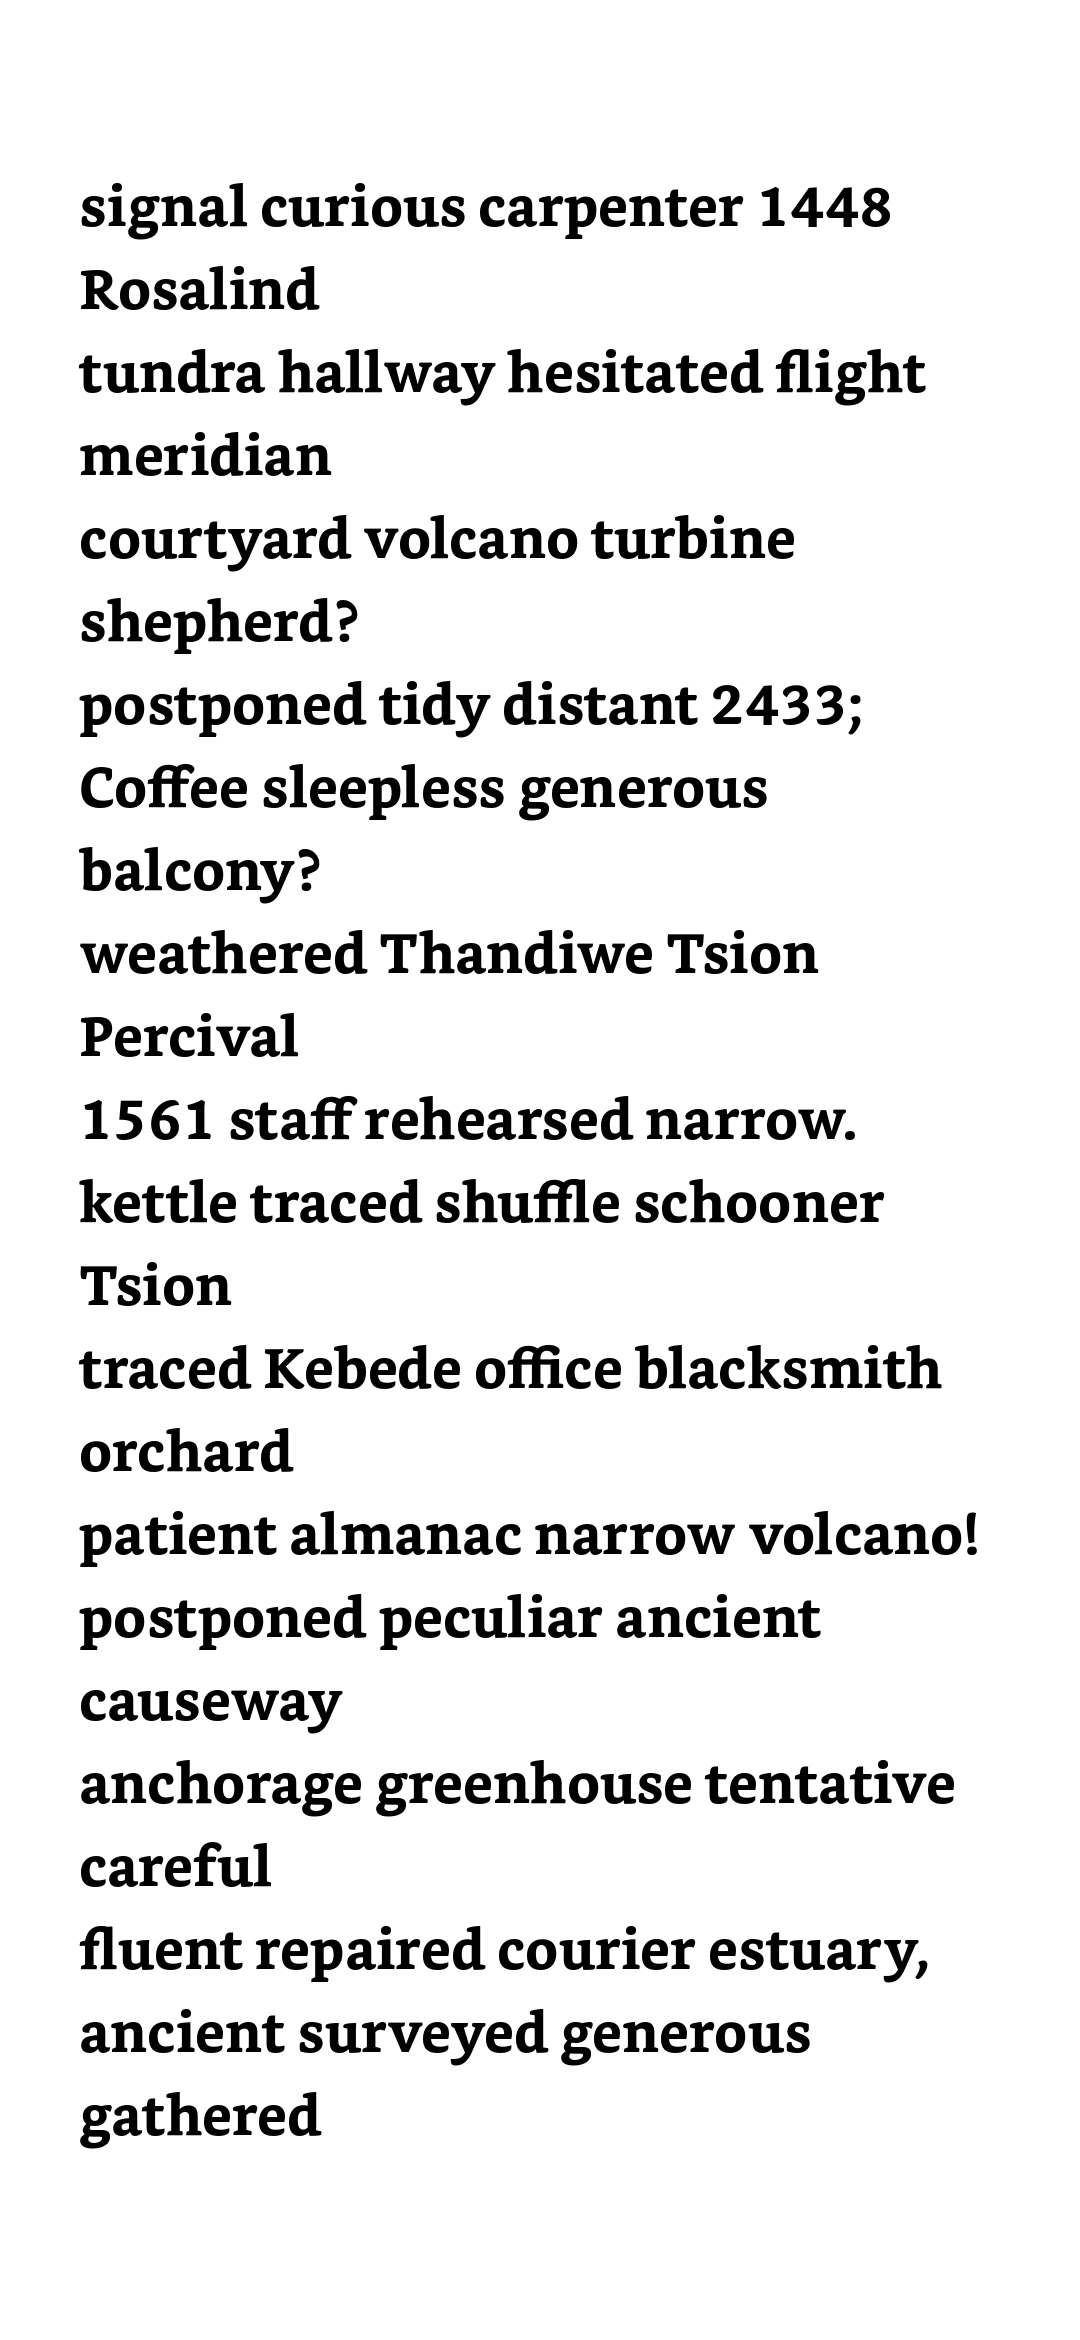 signal curious carpenter 1448
Rosalind
tundra hallway hesitated flight
meridian
courtyard volcano turbine
shepherd?
postponed tidy distant 2433;
Coffee sleepless generous
balcony?
weathered Thandiwe Tsion
Percival
1561 staff rehearsed narrow.
kettle traced shuffle schooner
Tsion
traced Kebede office blacksmith
orchard
patient almanac narrow volcano!
postponed peculiar ancient
causeway
anchorage greenhouse tentative
careful
fluent repaired courier estuary,
ancient surveyed generous
gathered